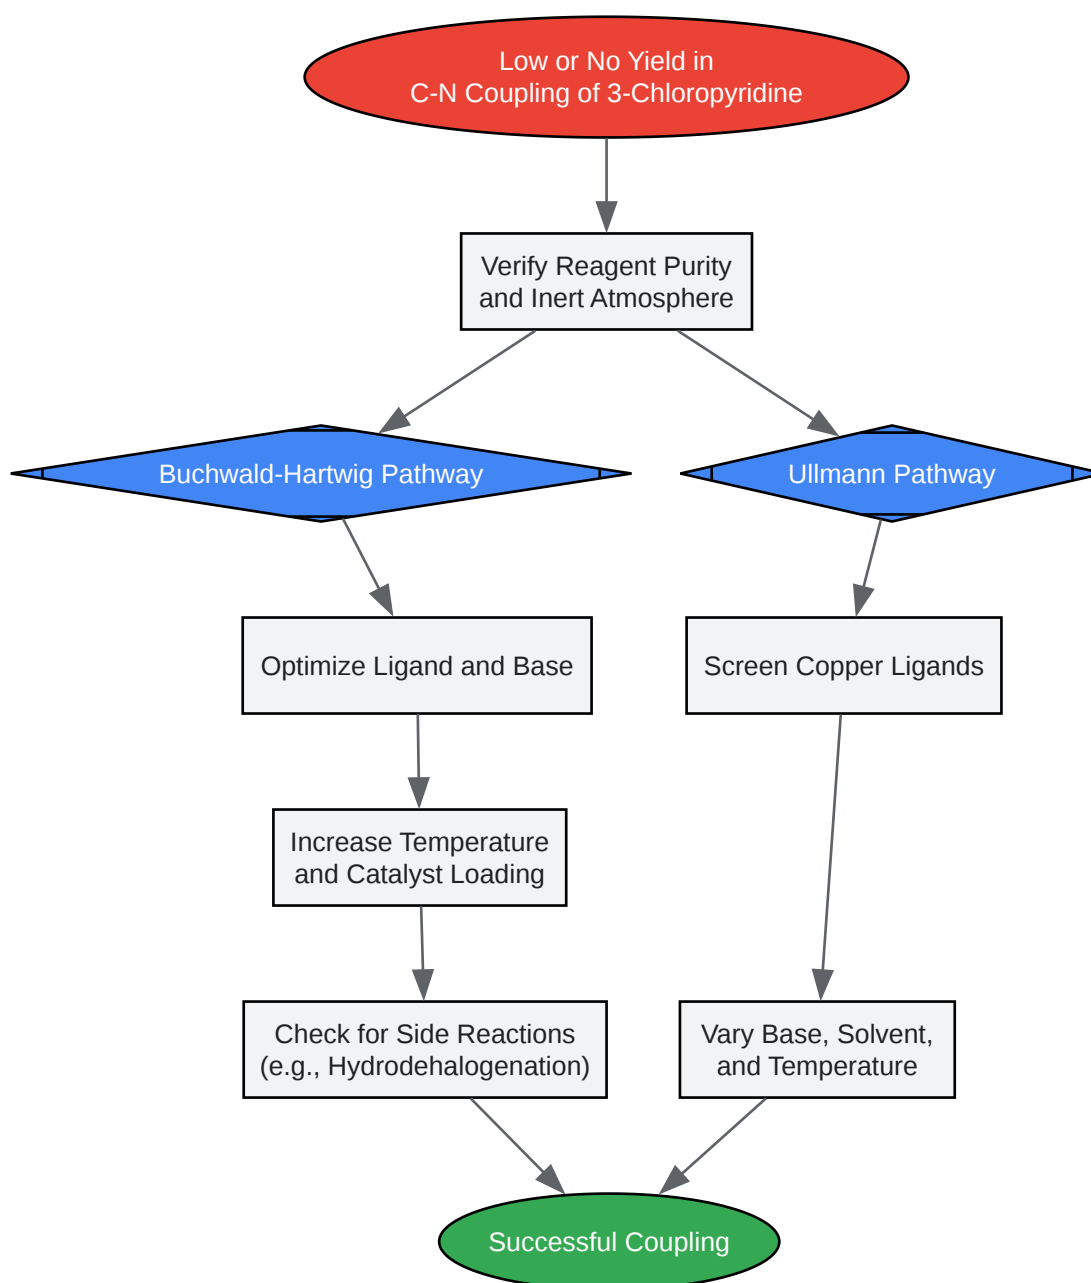 Low or No Yield in
C-N Coupling of 3-Chloropyridine
Verify Reagent Purity
and Inert Atmosphere
Buchwald-Hartwig Pathway
Ullmann Pathway
Optimize Ligand and Base
Screen Copper Ligands
Increase Temperature
and Catalyst Loading
Check for Side Reactions
(e.g., Hydrodehalogenation)
Vary Base, Solvent,
and Temperature
Successful Coupling